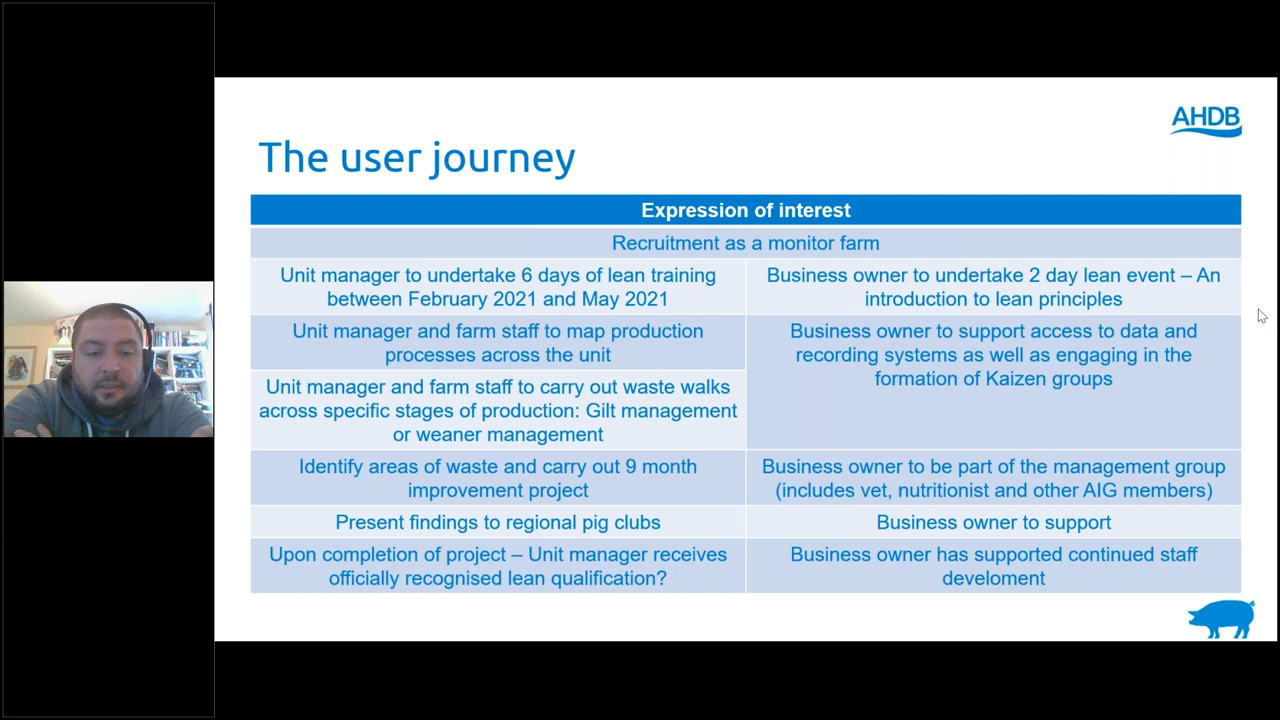 AHDB
The user journey
Expression of interest
Recruitment as a monitor farm
Unit manager to undertake 6 days of lean training
between February 2021 and May 2021
Business owner to undertake 2 day lean event – An
introduction to lean principles
Unit manager and farm staff to map production
processes across the unit
Business owner to support access to data and
recording systems as well as engaging in the
formation of Kaizen groups
Unit manager and farm staff to carry out waste walks
across specific stages of production: Gilt management
or weaner management
Identify areas of waste and carry out 9 month
improvement project
Business owner to be part of the management group
(includes vet, nutritionist and other AIG members)
Present findings to regional pig clubs
Business owner to support
Upon completion of project – Unit manager receives
officially recognised lean qualification?
Business owner has supported continued staff
develoment